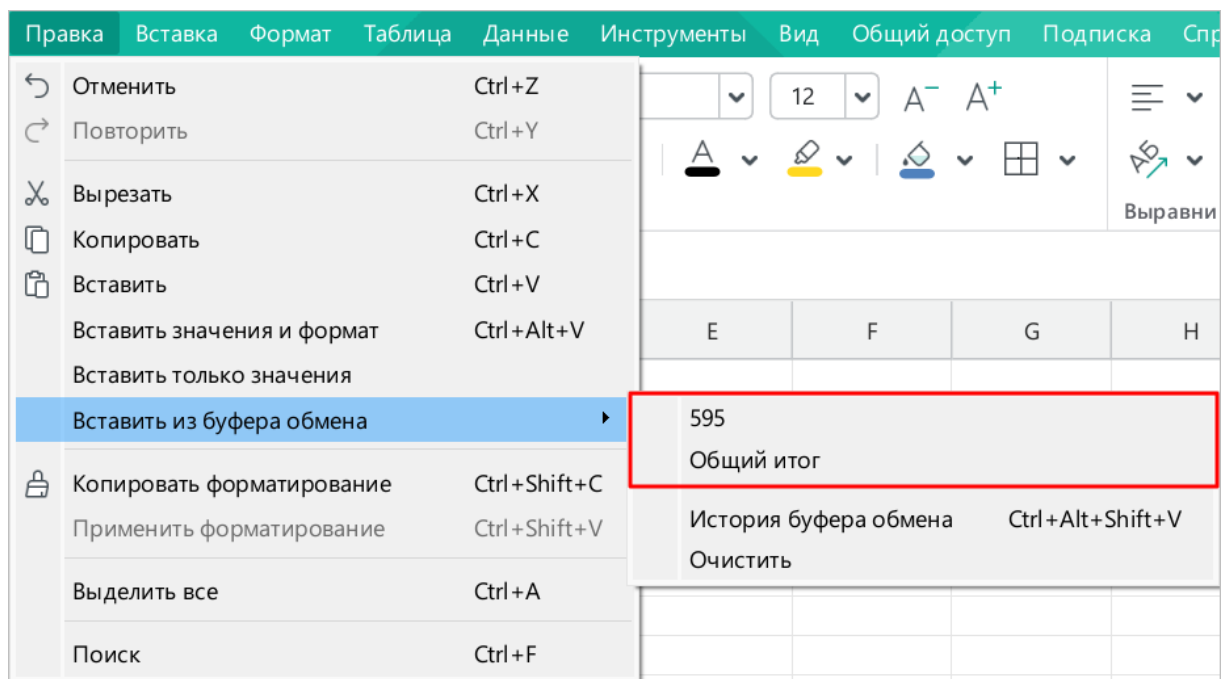 Правка Вставка Формат Таблица Данные Инструменты Вид Общий доступ Подписка
Отменить Ctrl+Z
12 A− A+
Повторить Ctrl+Y
A
АБ
Вырезать Ctrl+X
Выравни
Копировать Ctrl+C
Вставить Ctrl+V
Вставить значения и формат Ctrl+Alt+V
E F G H
Вставить только значения
Вставить из буфера обмена
595
Общий итог
Копировать форматирование Ctrl+Shift+C
Применить форматирование Ctrl+Shift+V
История буфера обмена Ctrl+Alt+Shift+V
Очистить
Выделить все Ctrl+A
Поиск Ctrl+F